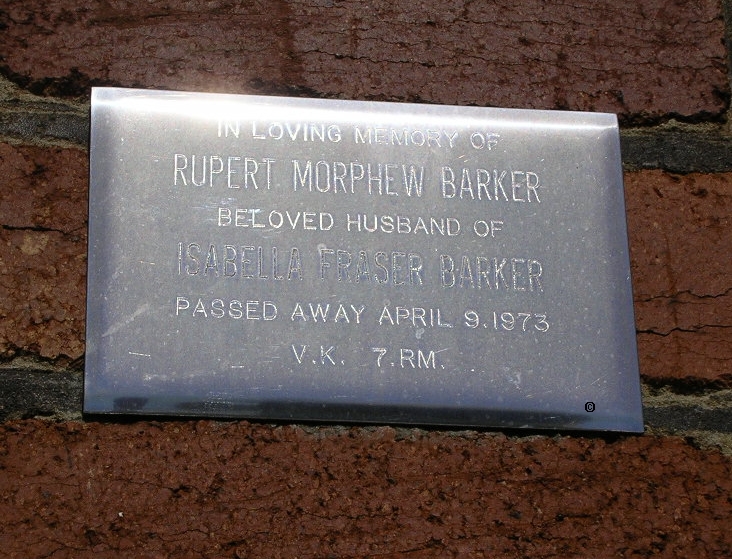 IN LOVING MEMORY OF
RUPERT MORPHEW BARKER
BELOVED HUSBAND OF
ISABELLA FRASER BARKER
PASSED AWAY APRIL 9.1973
V.K. 7.RM.
©